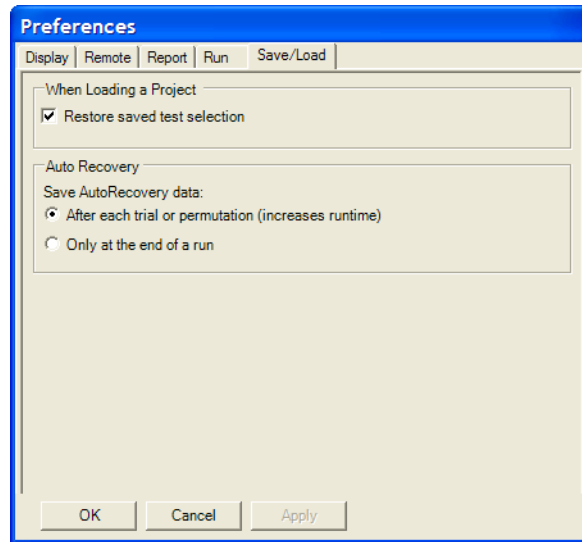 Preferences
Display Remote Report Run Save/Load
When Loading a Project
Restore saved test selection
Auto Recovery
Save AutoRecovery data:
After each trial or permutation (increases runtime)
Only at the end of a run
OK Cancel Apply